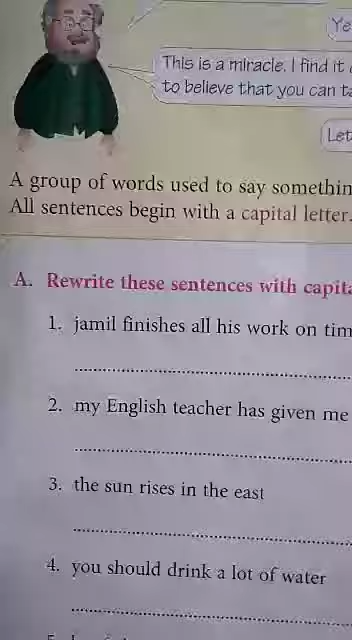 Ye
This is a miracle. I find it
to believe that you can
Let
A group of words used to say somethin
All sentences begin with a capital letter.
A. Rewrite these sentences with capita
1. jamil finishes all his work on tim
2. my English teacher has given me
3. the sun rises in the east
4. you should drink a lot of water